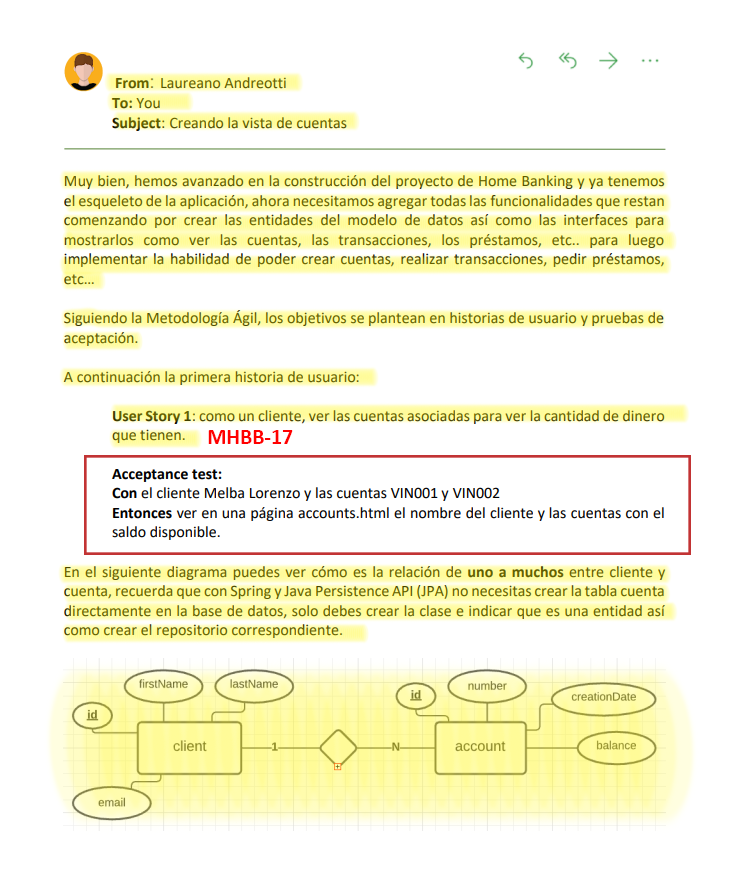 From: Laureano Andreotti
To: You
Subject: Creando la vista de cuentas
Muy bien, hemos avanzado en la construcción del proyecto de Home Banking y ya tenemos
el esqueleto de la aplicación, ahora necesitamos agregar todas las funcionalidades que restan
comenzando por crear las entidades del modelo de datos así como las interfaces para
mostrarlos como ver las cuentas, las transacciones, los préstamos, etc.. para luego
implementar la habilidad de poder crear cuentas, realizar transacciones, pedir préstamos,
etc...
Siguiendo la Metodología Ágil, los objetivos se plantean en historias de usuario y pruebas de
aceptación.
A continuación la primera historia de usuario:
User Story 1: como un cliente, ver las cuentas asociadas para ver la cantidad de dinero
que tienen. MHBB-17
Acceptance test:
Con el cliente Melba Lorenzo y las cuentas VIN001 y VIN002
Entonces ver en una página accounts.html el nombre del cliente y las cuentas con el
saldo disponible.
En el siguiente diagrama puedes ver cómo es la relación de uno a muchos entre cliente y
cuenta, recuerda que con Spring y Java Persistence API (JPA) no necesitas crear la tabla cuenta
directamente en la base de datos, solo debes crear la clase e indicar que es una entidad así
como crear el repositorio correspondiente.
firstName lastName
id
client
email
1
N
id
number
creationDate
account
balance